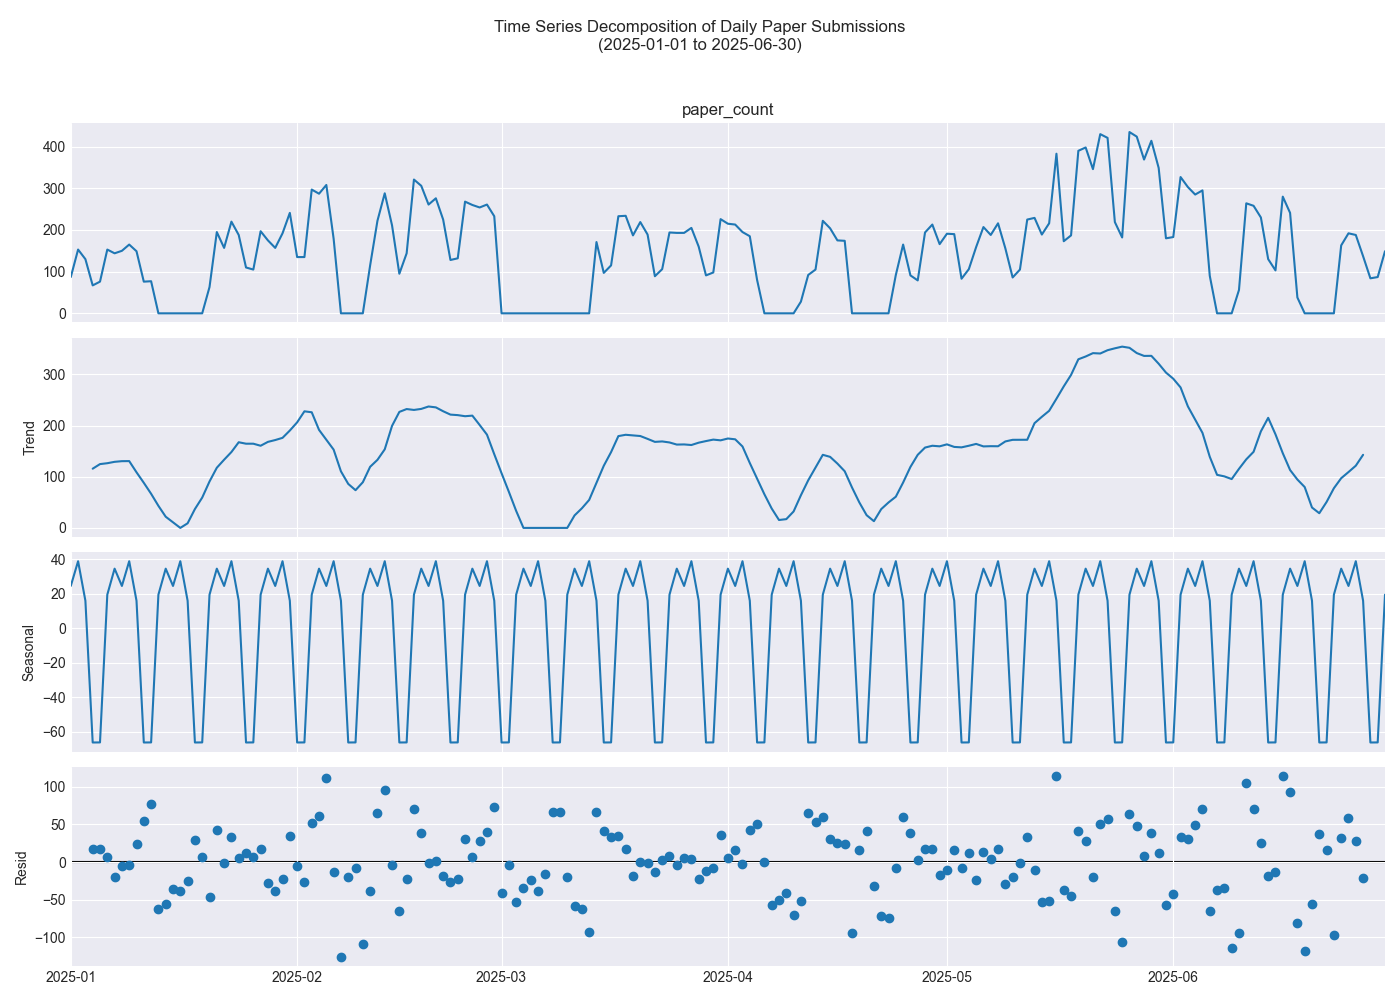 Time Series Decomposition of Daily Paper Submissions
(2025-01-01 to 2025-06-30)
paper_count
400
300
200
100
0
Trend
300
200
100
0
Seasonal
40
20
0
−20
−40
−60
Resid
100
50
0
−50
−100
2025-01 2025-02 2025-03 2025-04 2025-05 2025-06